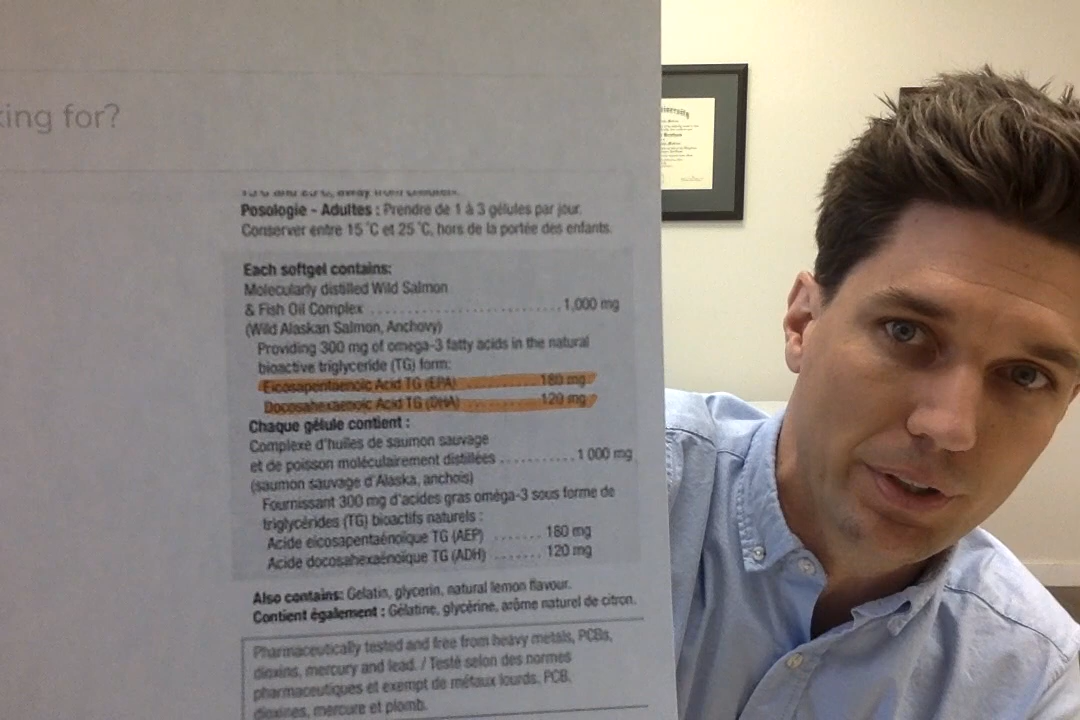 king for?
15 C and 25 C, away from children.
Posologie - Adultes : Prendre de 1 à 3 gélules par jour.
Conserver entre 15 °C et 25 °C, hors de la portée des enfants.
Each softgel contains:
Molecularly distilled Wild Salmon
& Fish Oil Complex ........................... 1,000 mg
(Wild Alaskan Salmon, Anchovy)
Providing 300 mg of omega-3 fatty acids in the natural
bioactive triglyceride (TG) form:
Eicosapentaenoic Acid TG (EPA) ............ 180 mg
Docosahexaenoic Acid TG (DHA) ........... 120 mg
Chaque gélule contient :
Complexe d'huiles de saumon sauvage
et de poisson moléculairement distillées ........... 1 000 mg
(saumon sauvage d'Alaska, anchois)
Fournissant 300 mg d'acides gras oméga-3 sous forme de
triglycérides (TG) bioactifs naturels :
Acide eicosapentaénoïque TG (AEP) ....... 180 mg
Acide docosahexaénoïque TG (ADH) ....... 120 mg
Also contains: Gelatin, glycerin, natural lemon flavour.
Contient également : Gélatine, glycérine, arôme naturel de citron.
Pharmaceutically tested and free from heavy metals, PCBs,
dioxins, mercury and lead. / Testé selon des normes
pharmaceutiques et exempt de métaux lourds, PCB,
dioxines, mercure et plomb.